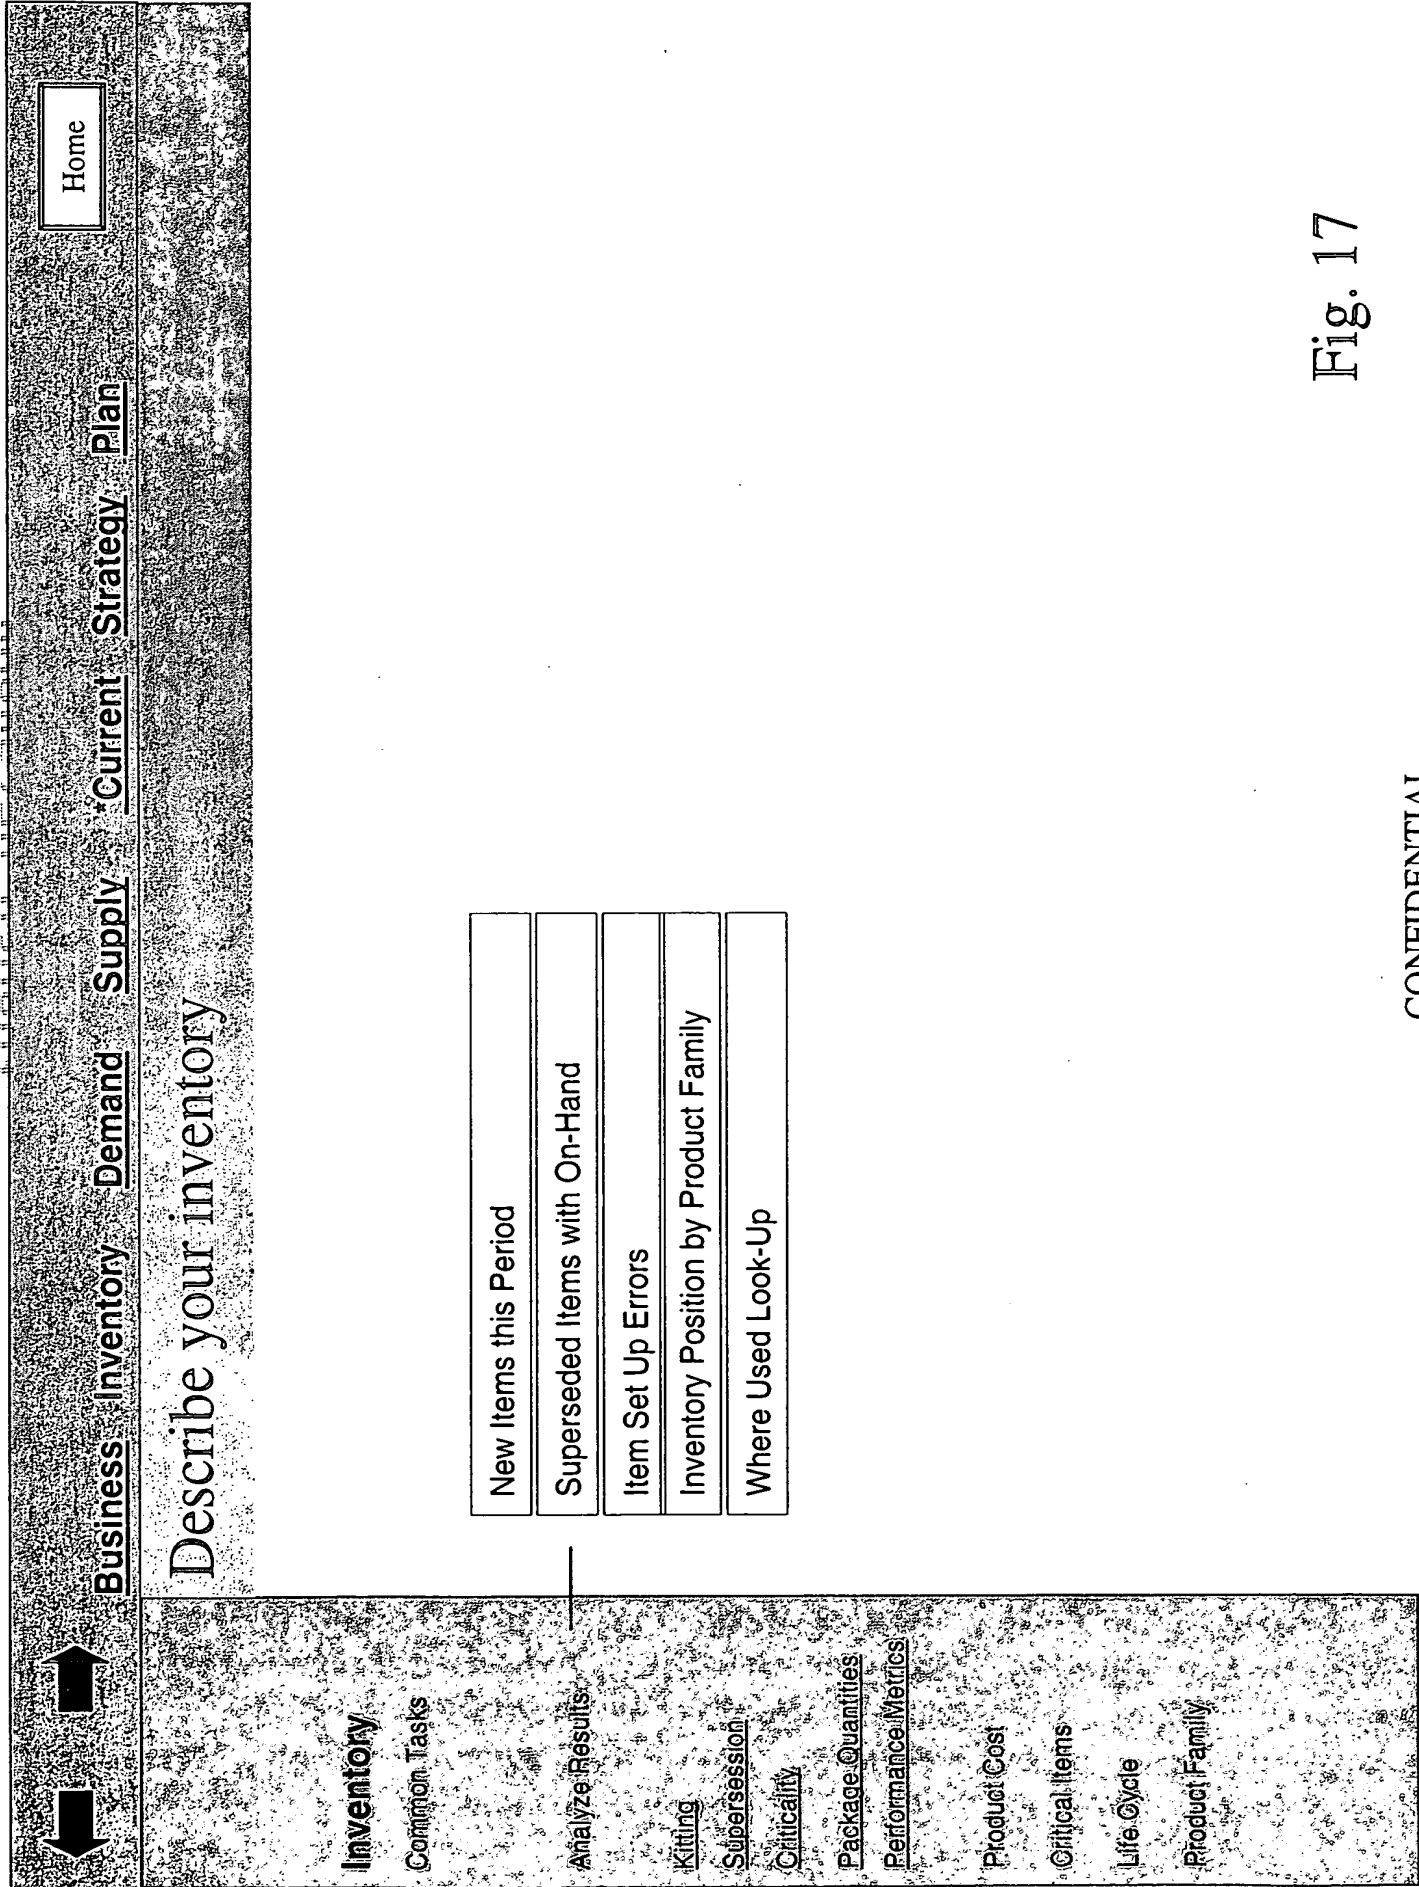 Home
Business Inventory Demand Supply *Current Strategy Plan
Describe your inventory
Inventory
Common Tasks
Analyze Results
Kitting
Supersession
Criticality
Package Quantities
Performance Metrics
Product Cost
Critical Items
Life Cycle
Product Family
New Items this Period
Superseded Items with On-Hand
Item Set Up Errors
Inventory Position by Product Family
Where Used Look-Up
Fig. 17
CONFIDENTIAL